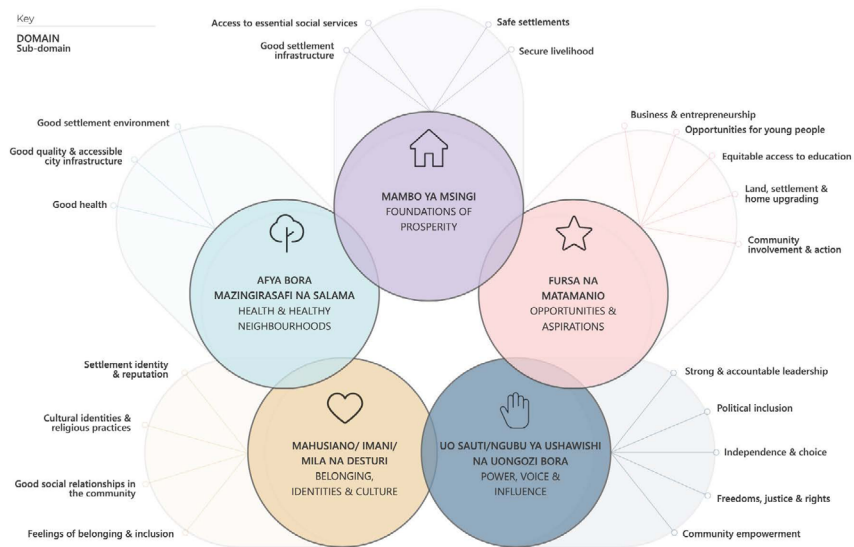 Key
DOMAIN
Sub-domain
Access to essential social services
Good settlement
infrastructure
Safe settlements
Secure livelihood
MAMBO YA MSINGI
FOUNDATIONS OF
PROSPERITY
Business & entrepreneurship
Opportunities for young people
Equitable access to education
Land, settlement &
home upgrading
Community
involvement & action
FURSA NA
MATAMANIO
OPPORTUNITIES &
ASPIRATIONS
Good settlement environment
Good quality & accessible
city infrastructure
Good health
AFYA BORA
MAZINGIRASAFI NA SALAMA
HEALTH & HEALTHY
NEIGHBOURHOODS
Settlement identity
& reputation
Cultural identities &
religious practices
Good social relationships in
the community
Feelings of belonging & inclusion
MAHUSIANO/ IMANI/
MILA NA DESTURI
BELONGING,
IDENTITIES & CULTURE
UO SAUTI/NGUBU YA USHAWISHI
NA UONGOZI BORA
POWER, VOICE &
INFLUENCE
Strong & accountable leadership
Political inclusion
Independence & choice
Freedoms, justice & rights
Community empowerment